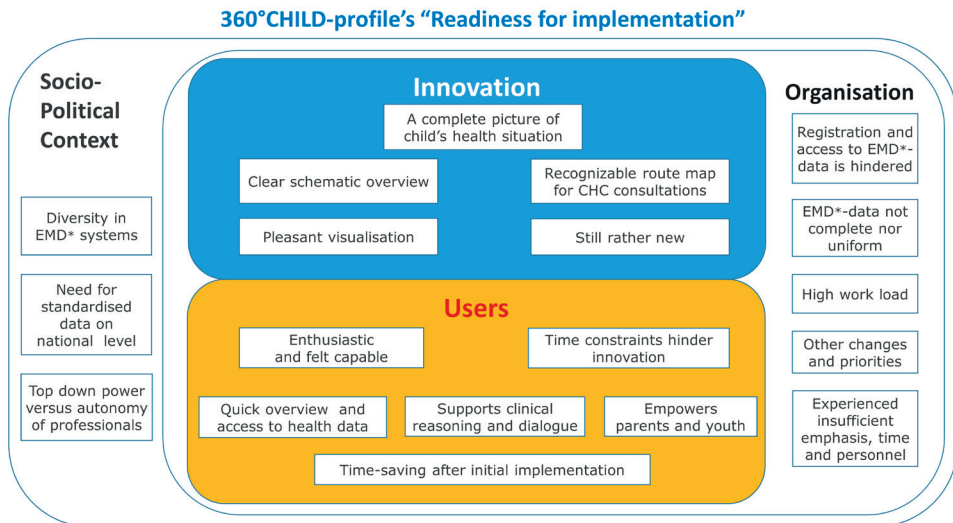 360°CHILD-profile's “Readiness for implementation”
Socio-
Political
Context
Diversity in
EMD* systems
Need for
standardised
data on
national level
Top down power
versus autonomy
of professionals
Innovation
A complete picture of
child's health situation
Clear schematic overview
Recognizable route map
for CHC consultations
Pleasant visualisation
Still rather new
Users
Enthusiastic
and felt capable
Time constraints hinder
innovation
Quick overview and
access to health data
Supports clinical
reasoning and dialogue
Empowers
parents and youth
Time-saving after initial implementation
Organisation
Registration and
access to EMD*-
data is hindered
EMD*-data not
complete nor
uniform
High work load
Other changes
and priorities
Experienced
insufficient
emphasis, time
and personnel